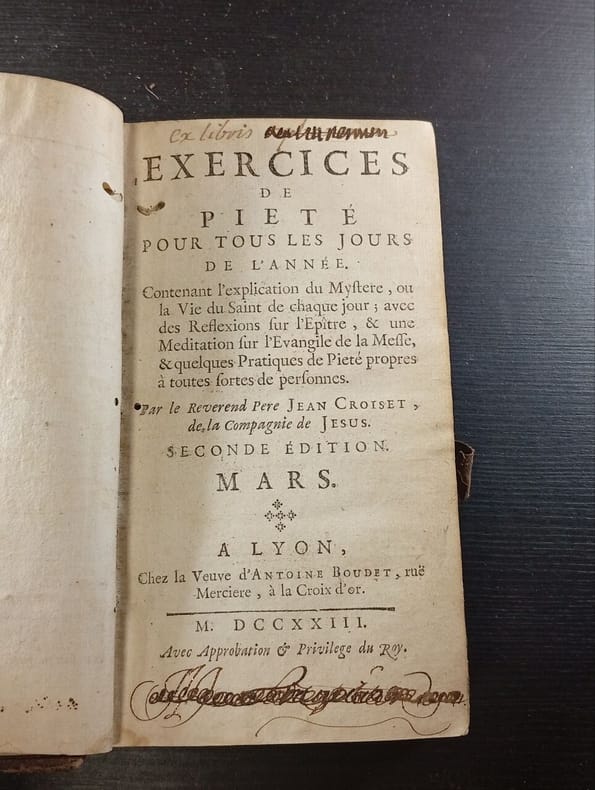 ex libris
EXERCICES
DE
PIETÉ
POUR TOUS LES JOURS
DE L'ANNÉE.
Contenant l'explication du Myſtere, ou
la Vie du Saint de chaque jour ; avec
des Reflexions ſur l'Epître, & une
Meditation ſur l'Evangile de la Meſſe,
& quelques Pratiques de Pieté propres
à toutes ſortes de perſonnes.
Par le Reverend Pere JEAN CROISET,
de la Compagnie de JESUS.
SECONDE ÉDITION.
MARS.
A LYON,
Chez la Veuve d'ANTOINE BOUDET, ruë
Merciere, à la Croix d'or.
M. DCCXXIII.
Avec Approbation & Privilege du Roy.